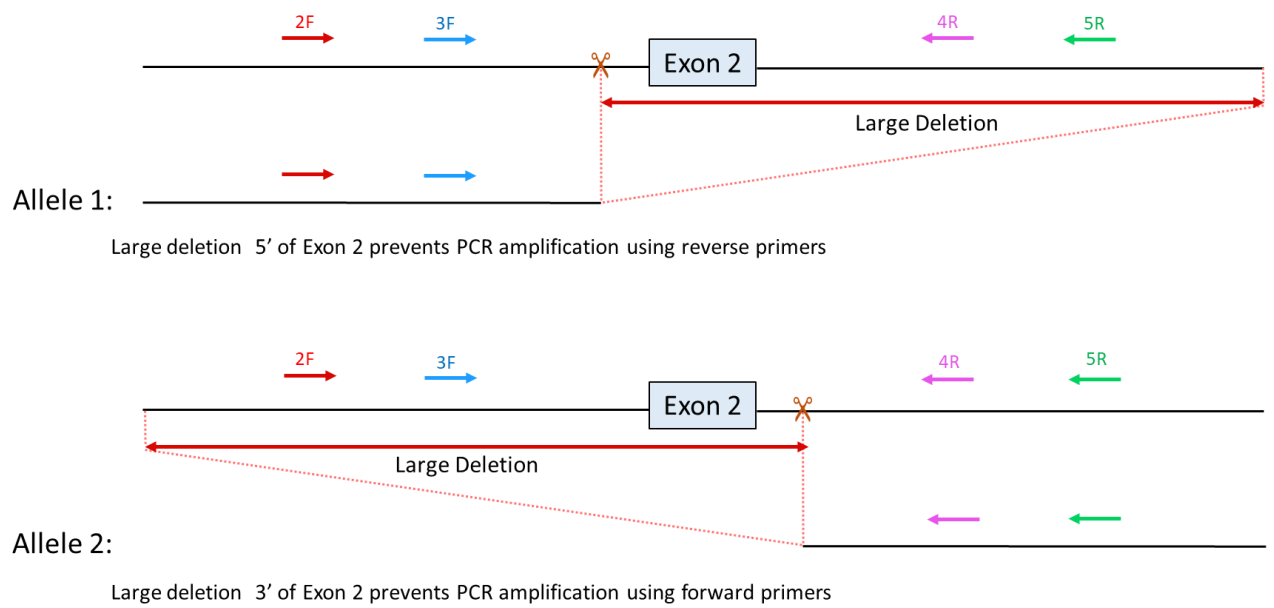 2F 3F 4R 5R
Exon 2
Large Deletion
Allele 1:
Large deletion 5’ of Exon 2 prevents PCR amplification using reverse primers
2F 3F 4R 5R
Exon 2
Large Deletion
Allele 2:
Large deletion 3’ of Exon 2 prevents PCR amplification using forward primers